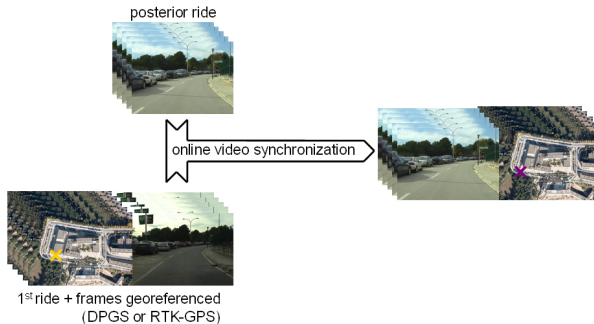 posterior ride
online video synchronization
1st ride + frames georeferenced
(DPGS or RTK-GPS)